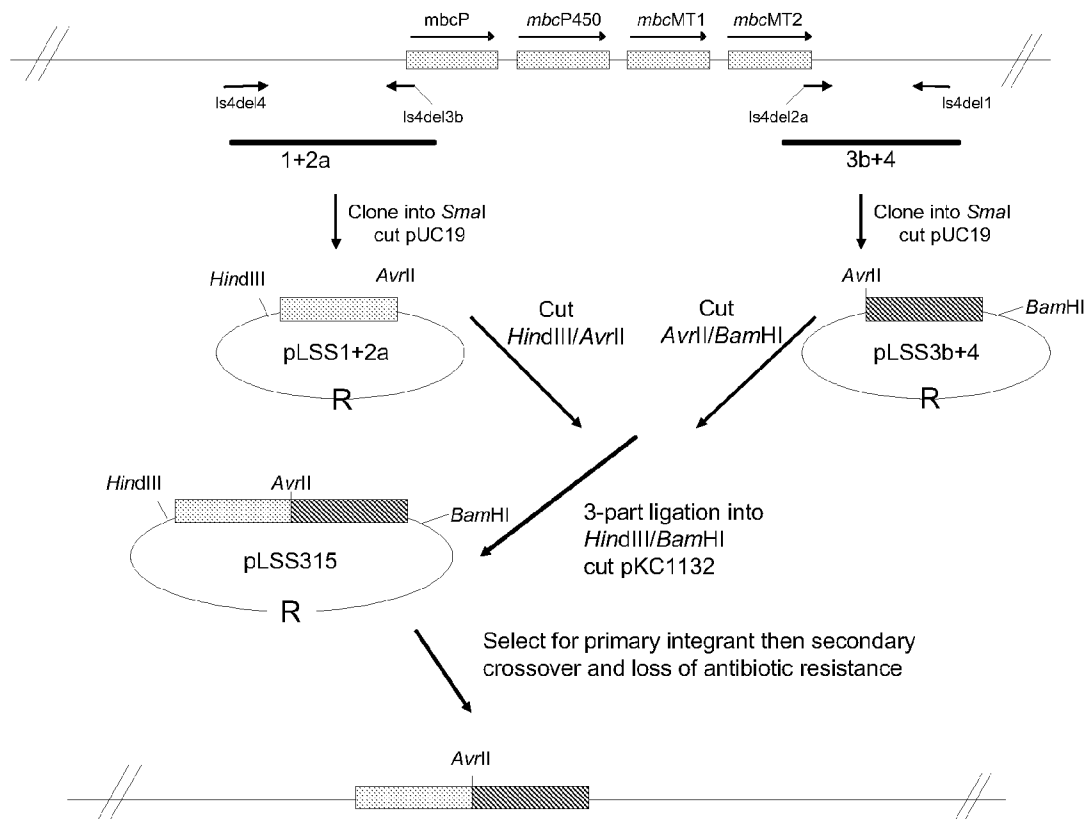 mbcP mbcP450 mbcMT1 mbcMT2
ls4del4 ls4del3b ls4del2a ls4del1
1+2a 3b+4
Clone into SmaI
cut pUC19
Clone into SmaI
cut pUC19
HindIII AvrII
AvrII BamHI
Cut
HindIII/AvrII
Cut
AvrII/BamHI
pLSS1+2a
R
pLSS3b+4
R
HindIII AvrII BamHI
3-part ligation into
HindIII/BamHI
cut pKC1132
pLSS315
R
Select for primary integrant then secondary
crossover and loss of antibiotic resistance
AvrII